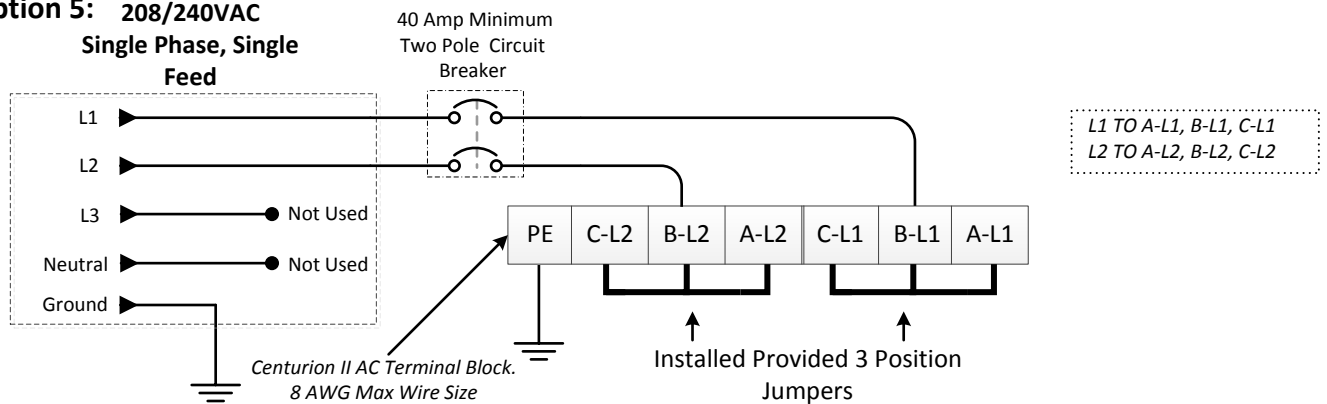 ption 5: 208/240VAC
Single Phase, Single
Feed
40 Amp Minimum
Two Pole Circuit
Breaker
L1
L2
L3
Not Used
Neutral
Not Used
Ground
L1 TO A-L1, B-L1, C-L1
L2 TO A-L2, B-L2, C-L2
PE
C-L2
B-L2
A-L2
C-L1
B-L1
A-L1
Centurion II AC Terminal Block.
8 AWG Max Wire Size
Installed Provided 3 Position
Jumpers